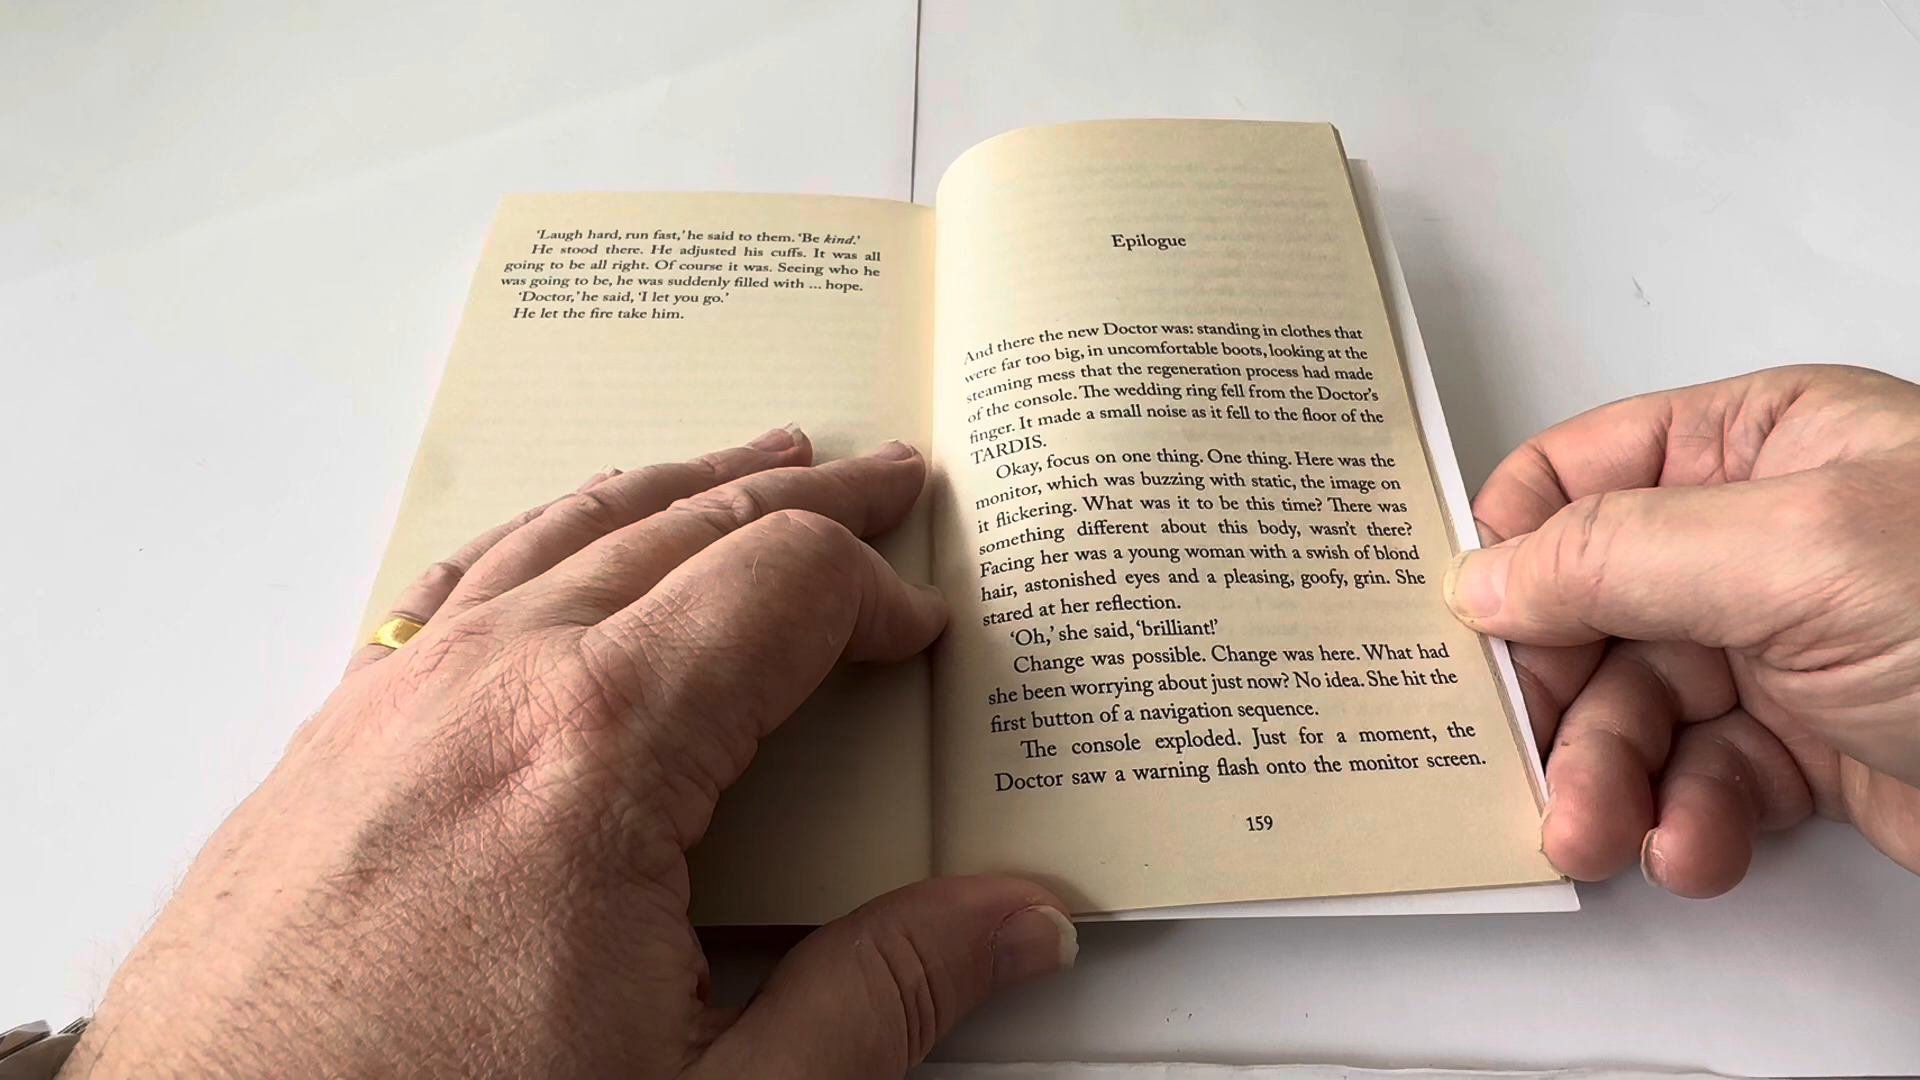 ‘Laugh hard, run fast,’ he said to them. ‘Be kind.’
He stood there. He adjusted his cuffs. It was all
going to be all right. Of course it was. Seeing who he
was going to be, he was suddenly filled with ... hope.
‘Doctor,’ he said, ‘I let you go.’
He let the fire take him.
Epilogue
And there the new Doctor was: standing in clothes that
were far too big, in uncomfortable boots, looking at the
steaming mess that the regeneration process had made
of the console. The wedding ring fell from the Doctor’s
finger. It made a small noise as it fell to the floor of the
TARDIS.
Okay, focus on one thing. One thing. Here was the
monitor, which was buzzing with static, the image on
it flickering. What was it to be this time? There was
something different about this body, wasn’t there?
Facing her was a young woman with a swish of blond
hair, astonished eyes and a pleasing, goofy, grin. She
stared at her reflection.
‘Oh,’ she said, ‘brilliant!’
Change was possible. Change was here. What had
she been worrying about just now? No idea. She hit the
first button of a navigation sequence.
The console exploded. Just for a moment, the
Doctor saw a warning flash onto the monitor screen.
159